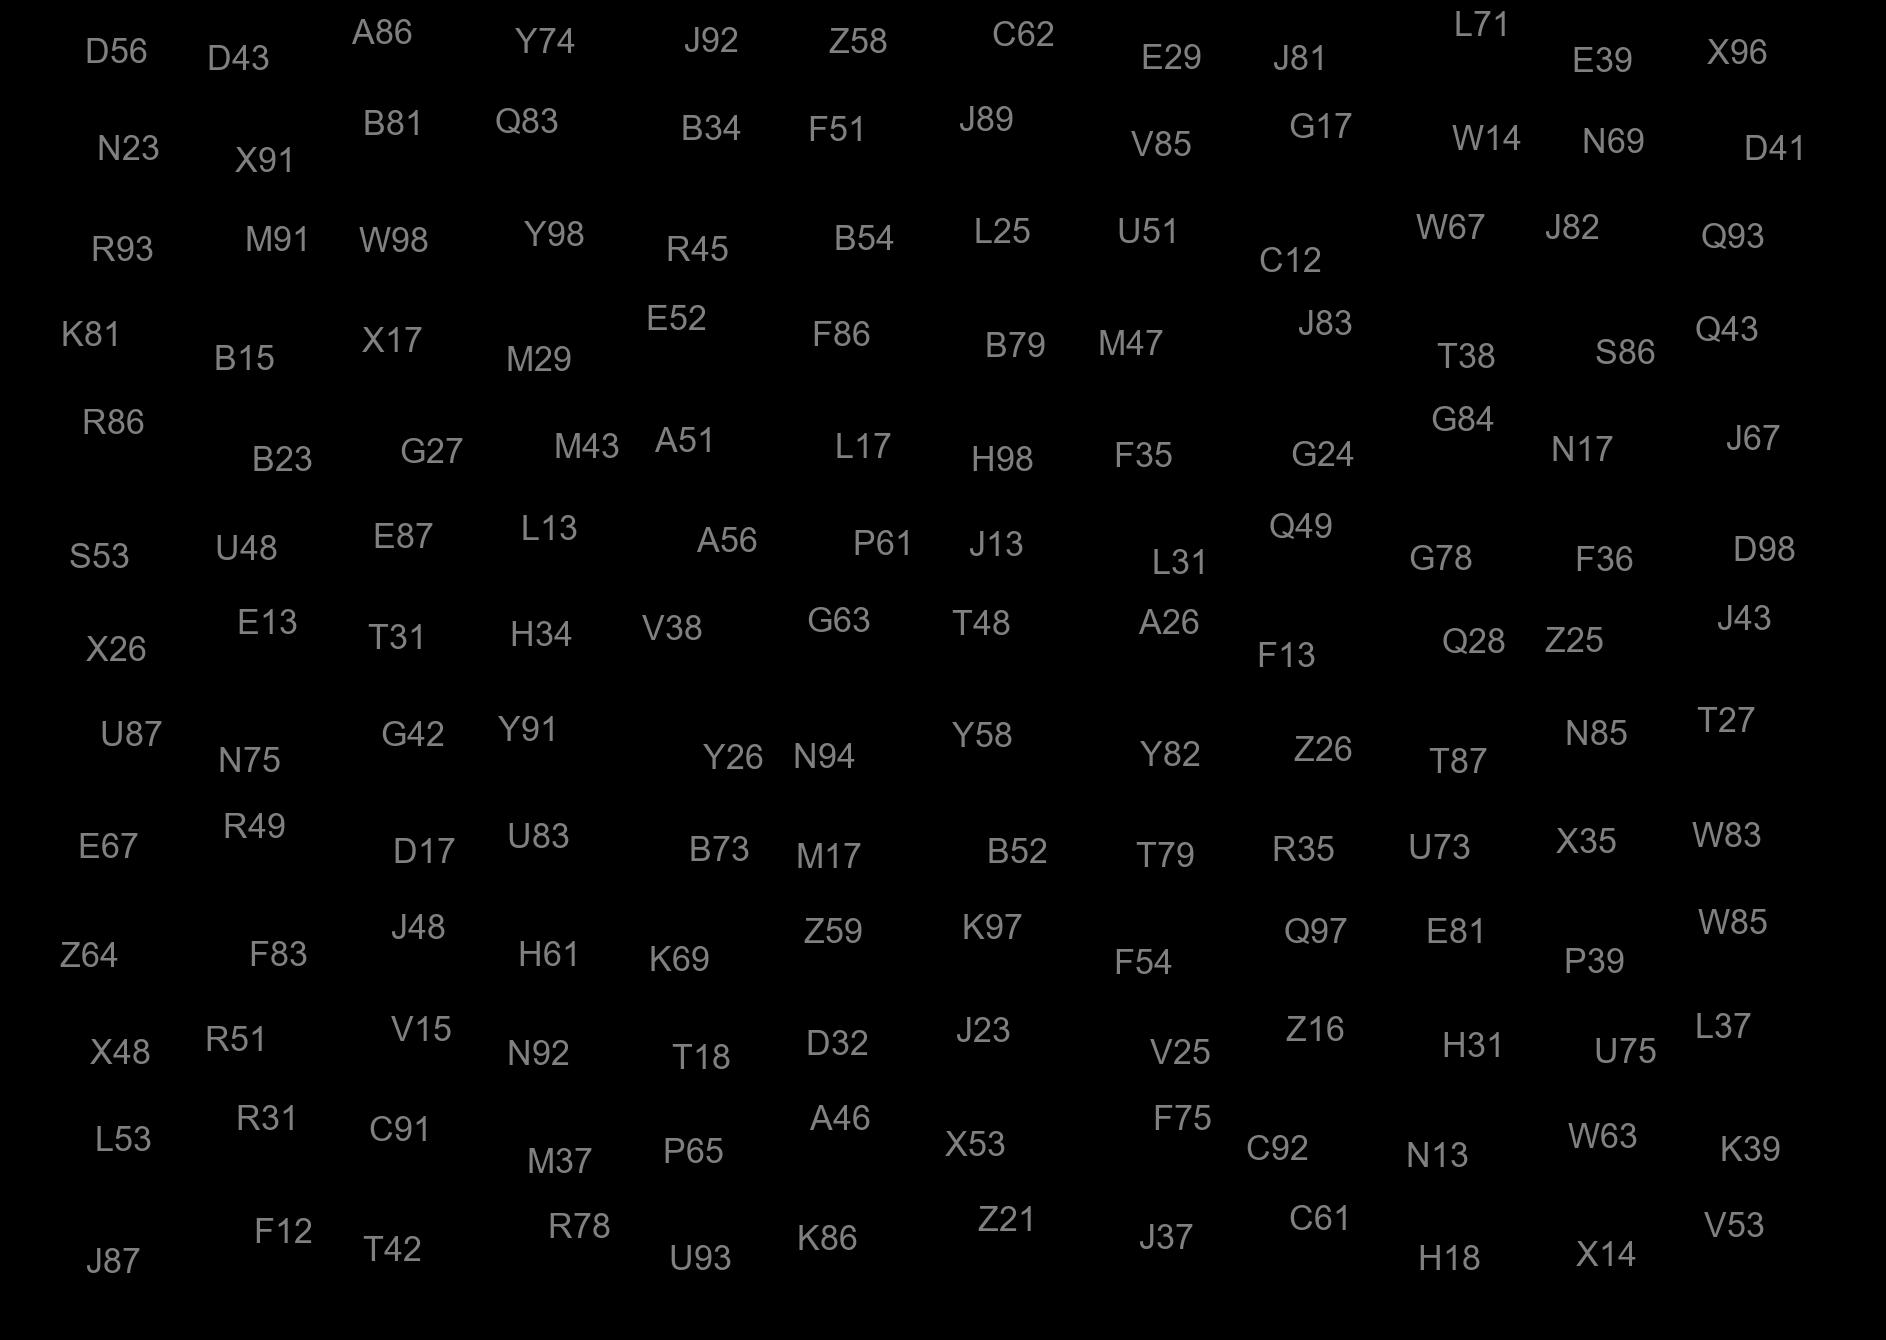 D56 D43 A86 Y74 J92 Z58 C62 E29 J81 L71 E39 X96
N23 X91 B81 Q83 B34 F51 J89 V85 G17 W14 N69 D41
R93 M91 W98 Y98 R45 B54 L25 U51 C12 W67 J82 Q93
K81 B15 X17 M29 E52 F86 B79 M47 J83 T38 S86 Q43
R86 B23 G27 M43 A51 L17 H98 F35 G24 G84 N17 J67
S53 U48 E87 L13 A56 P61 J13 L31 Q49 G78 F36 D98
X26 E13 T31 H34 V38 G63 T48 A26 F13 Q28 Z25 J43
U87 N75 G42 Y91 Y26 N94 Y58 Y82 Z26 T87 N85 T27
E67 R49 D17 U83 B73 M17 B52 T79 R35 U73 X35 W83
Z64 F83 J48 H61 K69 Z59 K97 F54 Q97 E81 P39 W85
X48 R51 V15 N92 T18 D32 J23 V25 Z16 H31 U75 L37
L53 R31 C91 M37 P65 A46 X53 F75 C92 N13 W63 K39
J87 F12 T42 R78 U93 K86 Z21 J37 C61 H18 X14 V53